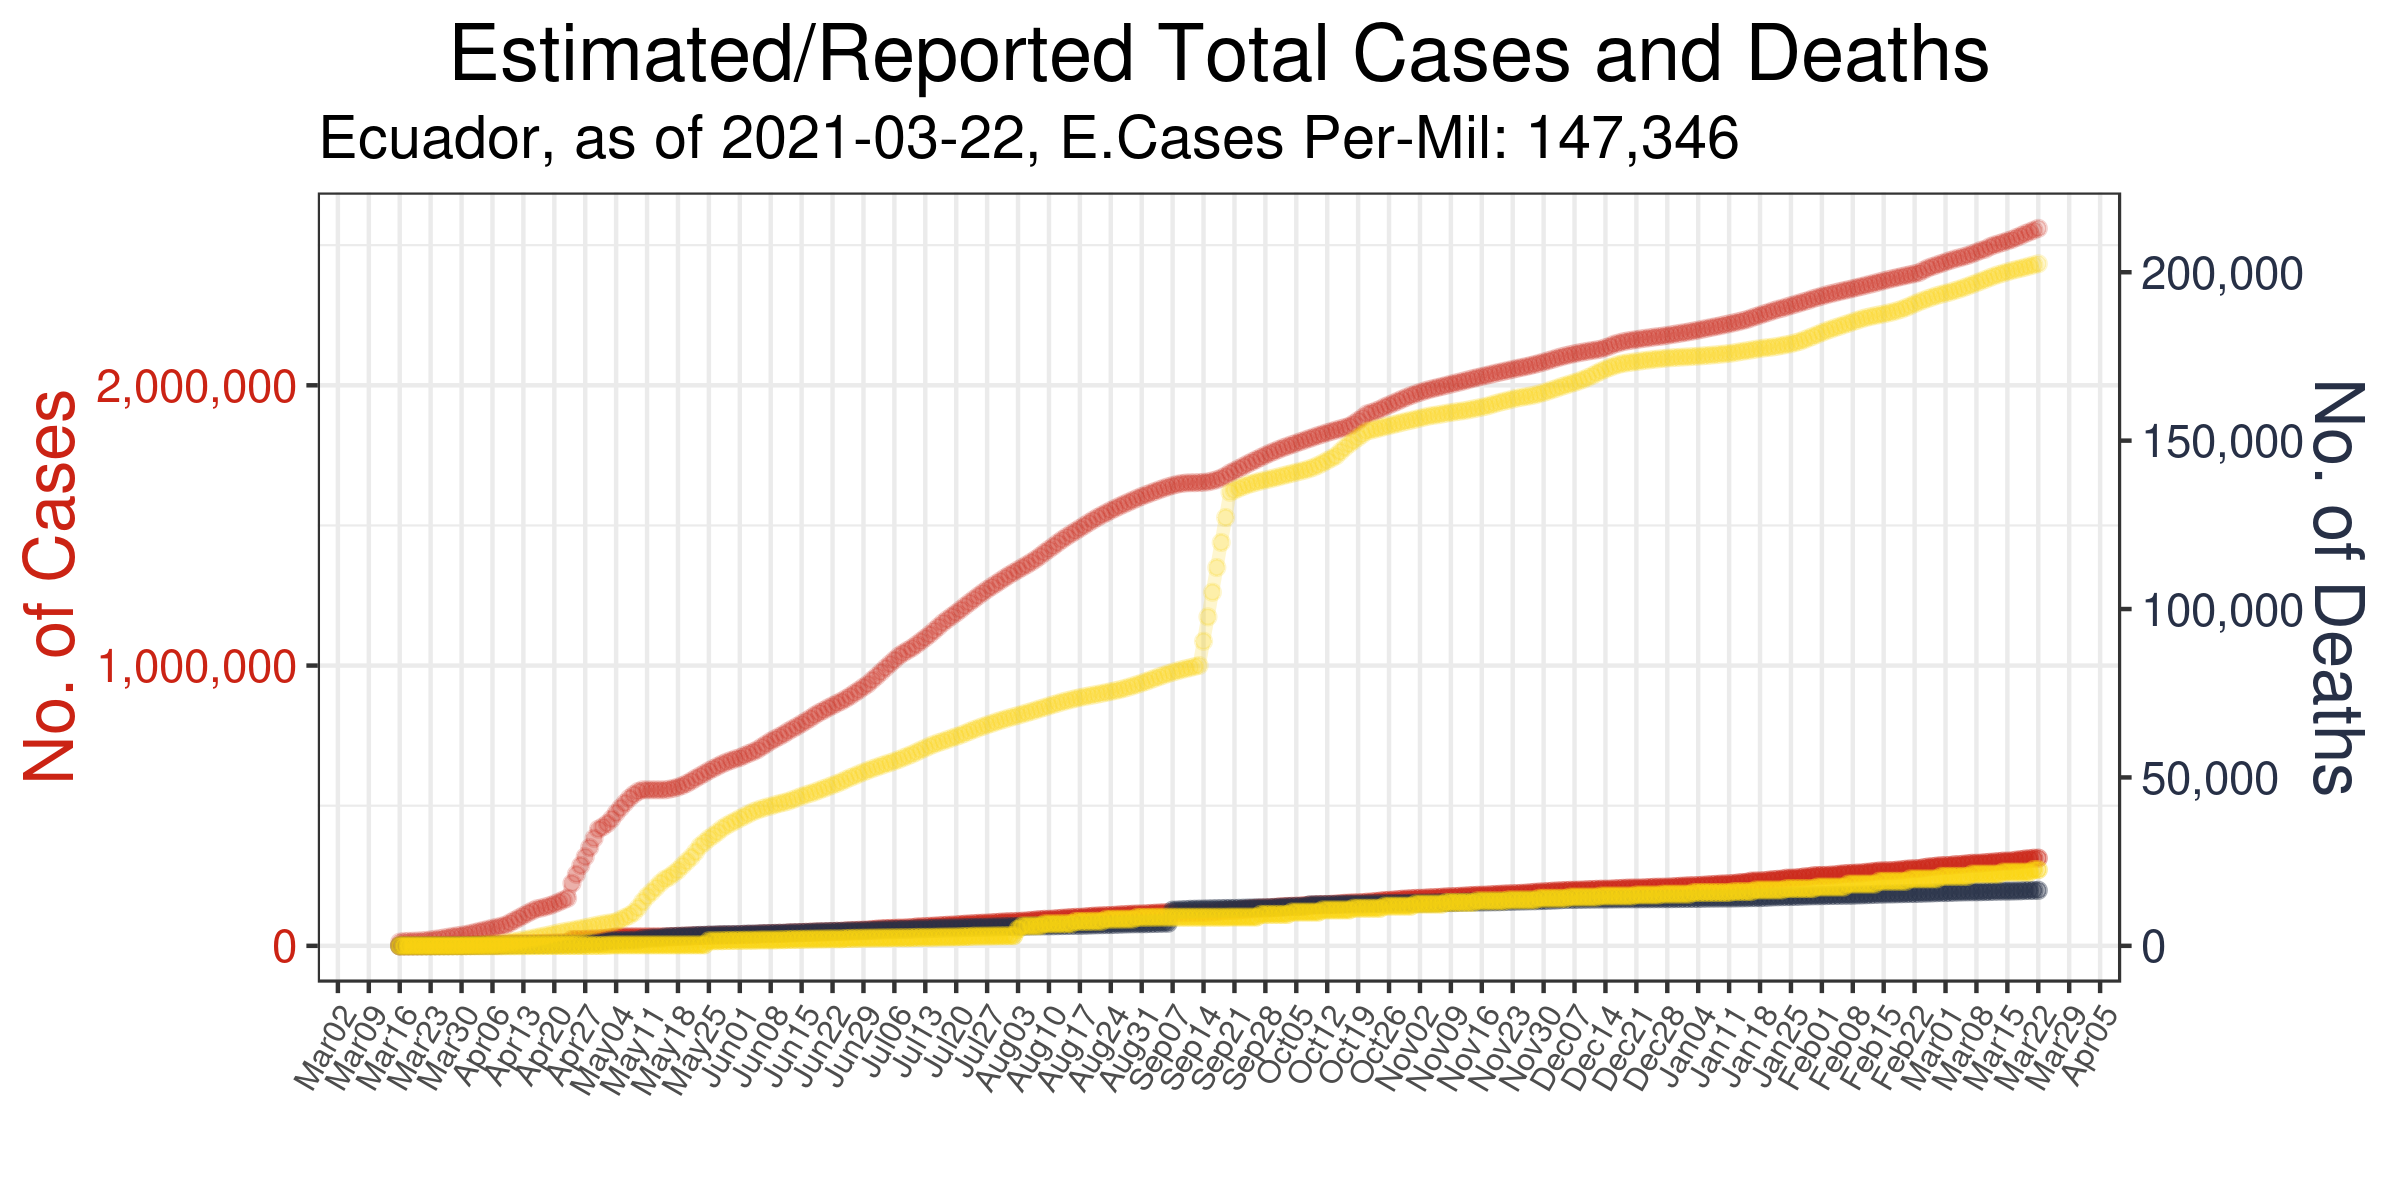 Estimated/Reported Total Cases and Deaths
Ecuador, as of 2021-03-22, E.Cases Per-Mil: 147,346
No. of Cases
2,000,000
1,000,000
0
200,000
150,000
100,000
50,000
0
No. of Deaths
Mar02
Mar09
Mar16
Mar23
Mar30
Apr06
Apr13
Apr20
Apr27
May04
May11
May18
May25
Jun01
Jun08
Jun15
Jun22
Jun29
Jul06
Jul13
Jul20
Jul27
Aug03
Aug10
Aug17
Aug24
Aug31
Sep07
Sep14
Sep21
Sep28
Oct05
Oct12
Oct19
Oct26
Nov02
Nov09
Nov16
Nov23
Nov30
Dec07
Dec14
Dec21
Dec28
Jan04
Jan11
Jan18
Jan25
Feb01
Feb08
Feb15
Feb22
Mar01
Mar08
Mar15
Mar22
Mar29
Apr05